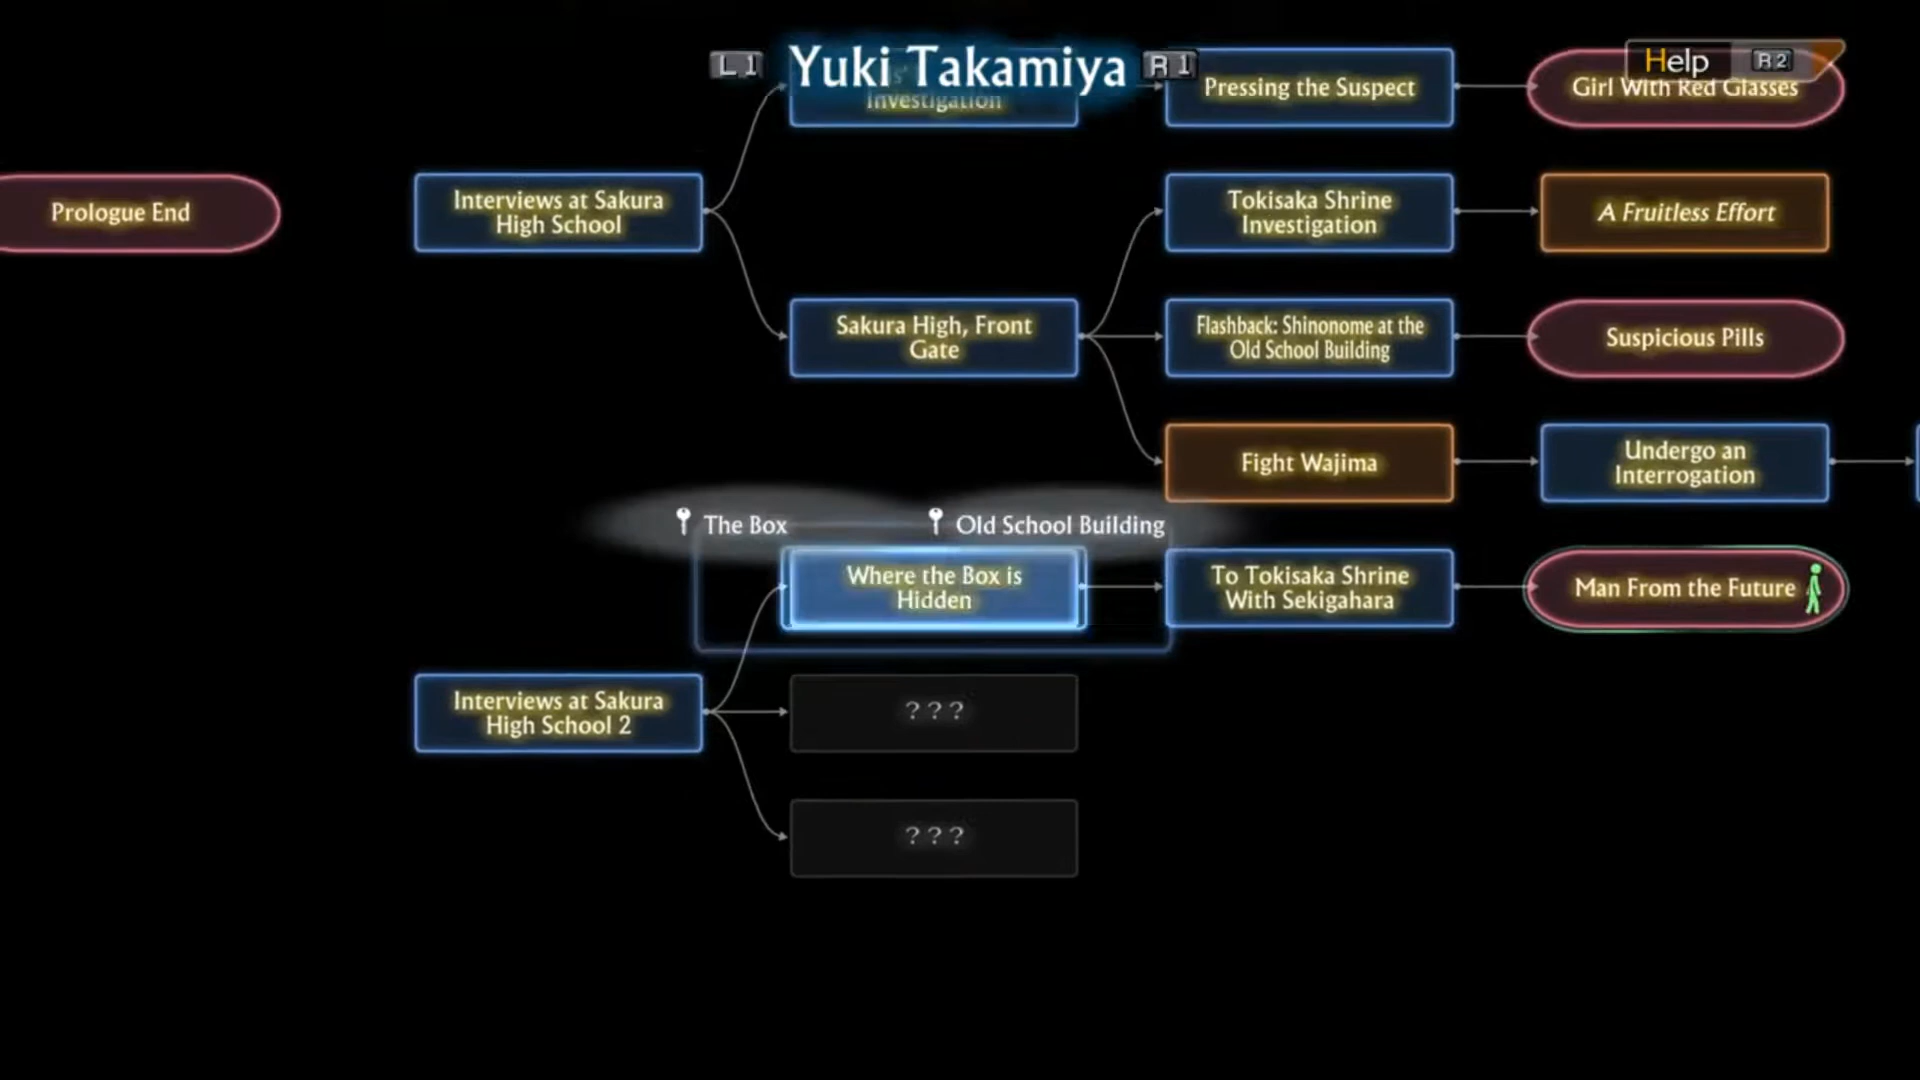 L1
Yuki Takamiya
R1
Help
R2
Investigation
Pressing the Suspect
Girl With Red Glasses
Prologue End
Interviews at Sakura
High School
Tokisaka Shrine
Investigation
A Fruitless Effort
Sakura High, Front
Gate
Flashback: Shinonome at the
Old School Building
Suspicious Pills
Fight Wajima
Undergo an
Interrogation
The Box
Old School Building
Where the Box is
Hidden
To Tokisaka Shrine
With Sekigahara
Man From the Future
Interviews at Sakura
High School 2
???
???